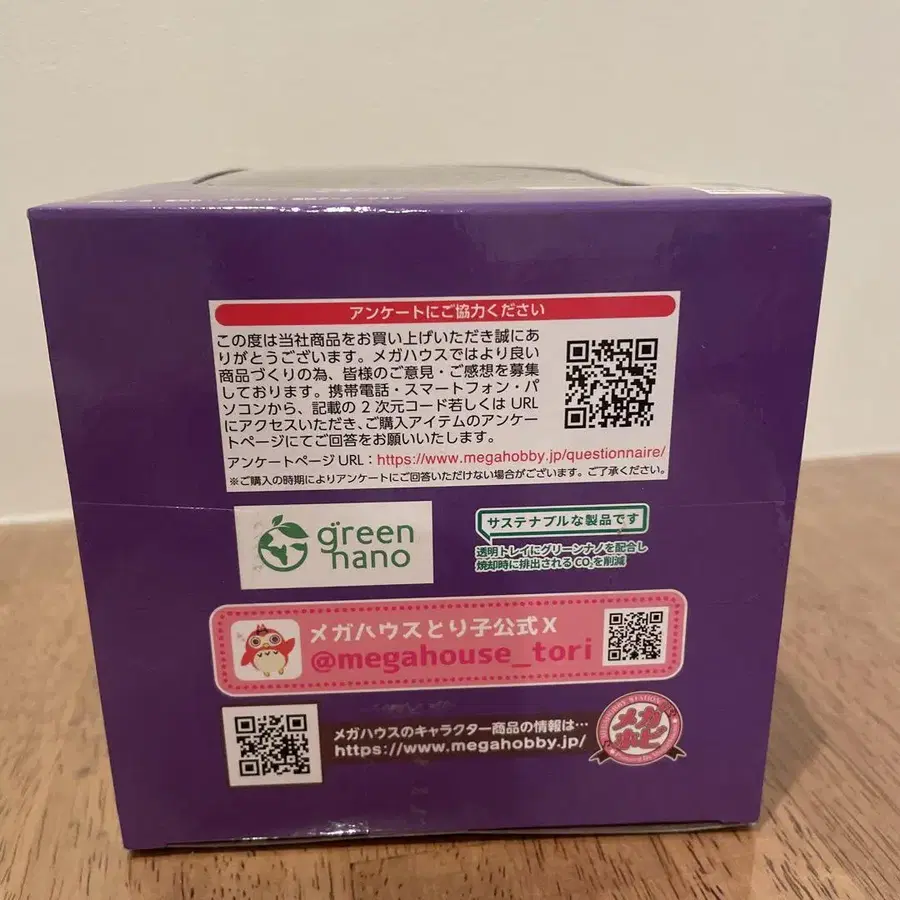 アンケートにご協力ください
この度は当社商品をお買い上げいただき誠にあ
りがとうございます。メガハウスではより良い
商品づくりの為、皆様のご意見・ご感想を募集
しております。携帯電話・スマートフォン・パ
ソコンから、記載の2次元コード若しくは URL
にアクセスいただき、ご購入アイテムのアンケー
トページにてご回答をお願いいたします。
アンケートページURL：https://www.megahobby.jp/questionnaire/
※ご購入の時期によりアンケートにご回答いただけない場合がございます。ご了承ください。
green
nano
サステナブルな製品です
透明トレイにグリーンナノを配合し
焼却時に排出されるCO₂を削減
メガハウスとり子公式X
@megahouse_tori
メガハウスのキャラクター商品の情報は…
https://www.megahobby.jp/
メガ
ホビ